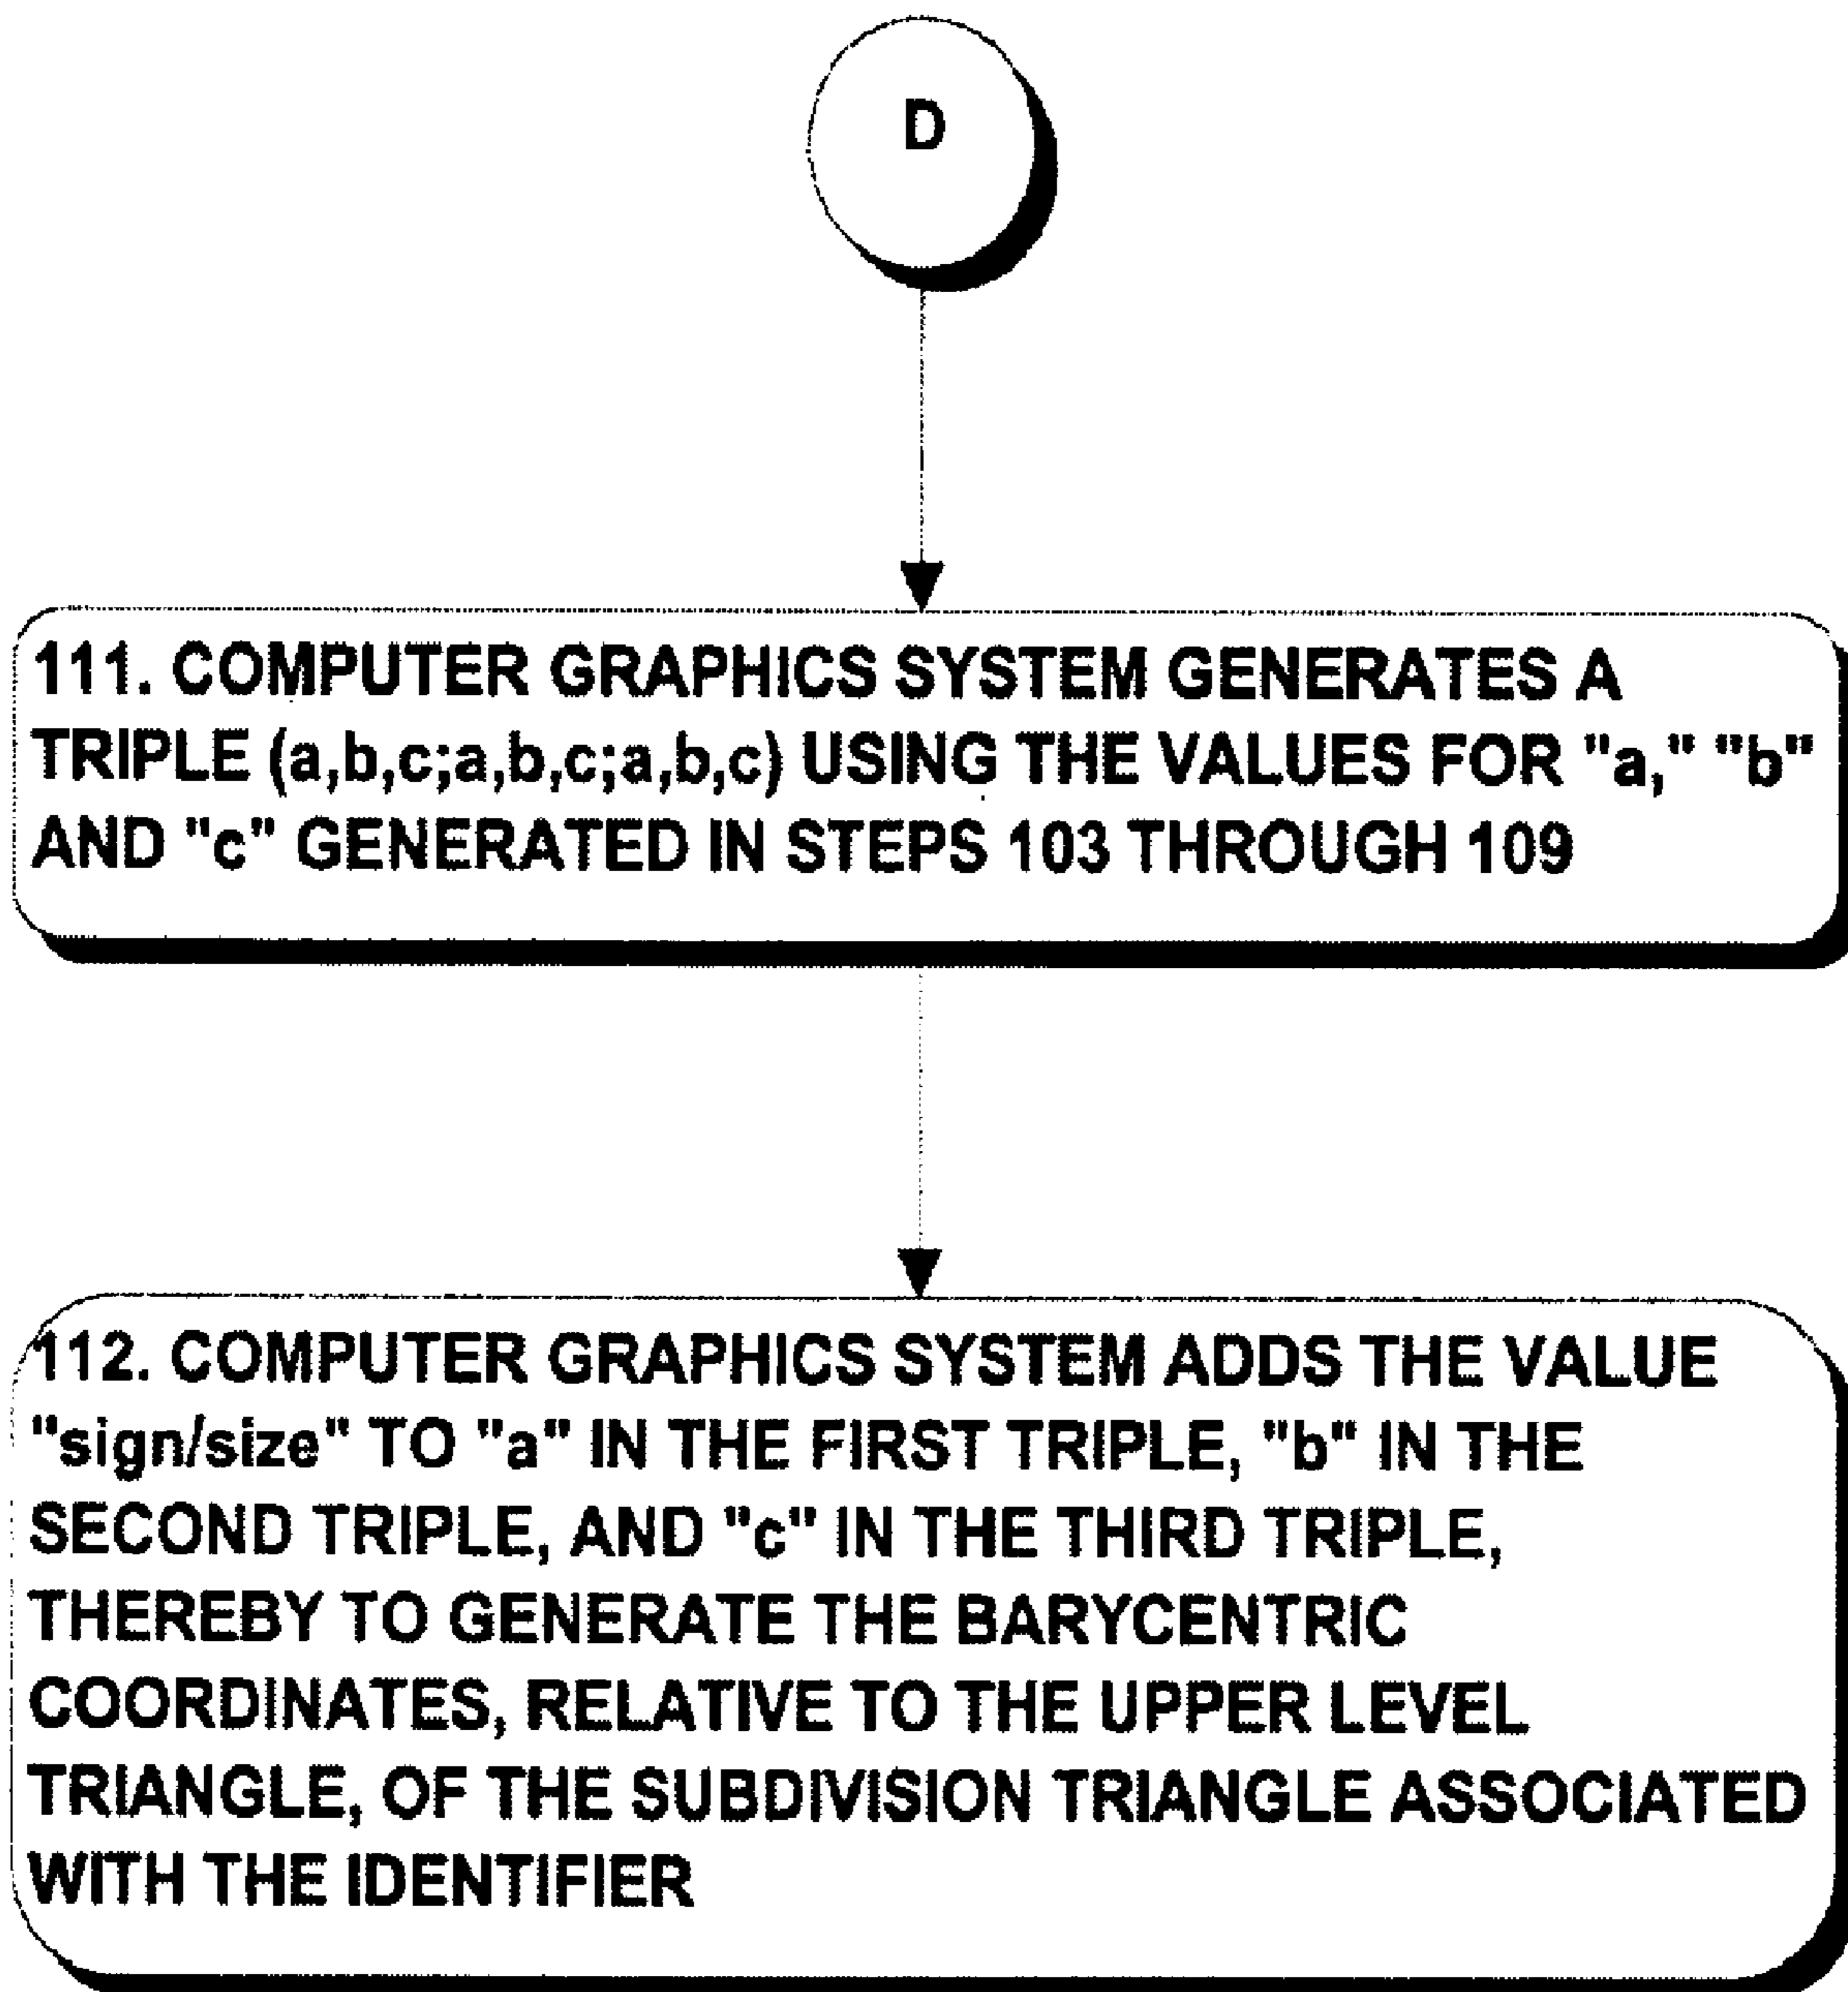 D
111. COMPUTER GRAPHICS SYSTEM GENERATES A
TRIPLE (a,b,c;a,b,c;a,b,c) USING THE VALUES FOR "a," "b"
AND "c" GENERATED IN STEPS 103 THROUGH 109
112. COMPUTER GRAPHICS SYSTEM ADDS THE VALUE
"sign/size" TO "a" IN THE FIRST TRIPLE, "b" IN THE
SECOND TRIPLE, AND "c" IN THE THIRD TRIPLE,
THEREBY TO GENERATE THE BARYCENTRIC
COORDINATES, RELATIVE TO THE UPPER LEVEL
TRIANGLE, OF THE SUBDIVISION TRIANGLE ASSOCIATED
WITH THE IDENTIFIER